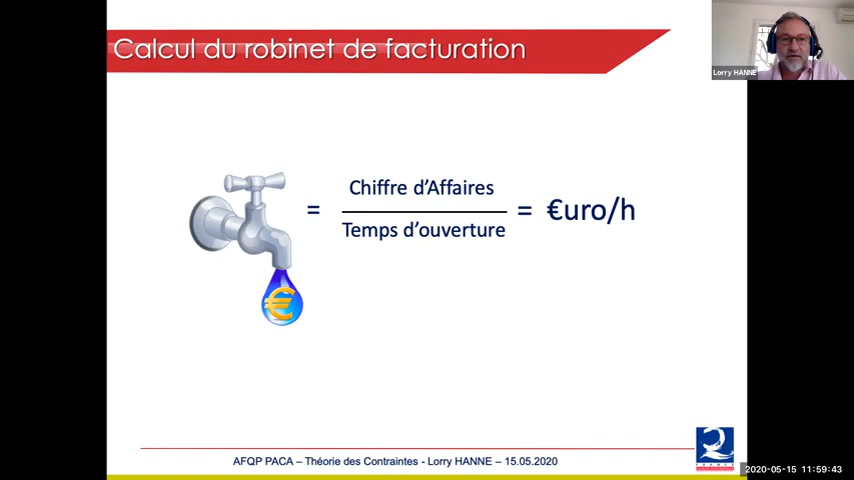 Calcul du robinet de facturation
Lorry HANNE
=
Chiffre d'Affaires
Temps d'ouverture
= €uro/h
€
AFQP PACA – Théorie des Contraintes - Lorry HANNE – 15.05.2020
FRANCE
2020-05-15 11:59:43